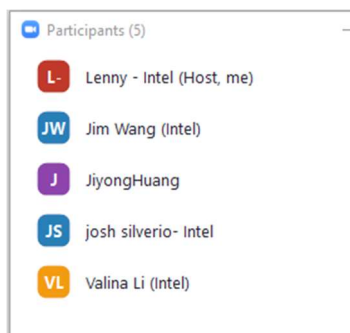 Participants (5)
L- Lenny - Intel (Host, me)
JW Jim Wang (Intel)
J JiyongHuang
JS josh silverio- Intel
VL Valina Li (Intel)